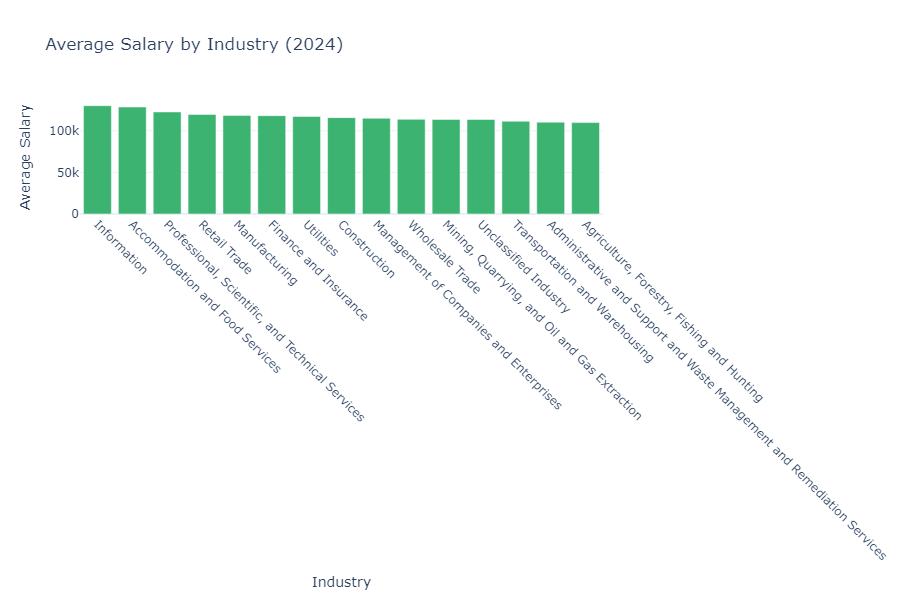 Average Salary by Industry (2024)
Average Salary
100k
50k
0
Information
Accommodation and Food Services
Professional, Scientific, and Technical Services
Retail Trade
Manufacturing
Finance and Insurance
Utilities
Construction
Management of Companies and Enterprises
Wholesale Trade
Mining, Quarrying, and Oil and Gas Extraction
Unclassified Industry
Transportation and Warehousing
Administrative and Support and Waste Management and Remediation Services
Agriculture, Forestry, Fishing and Hunting
Industry